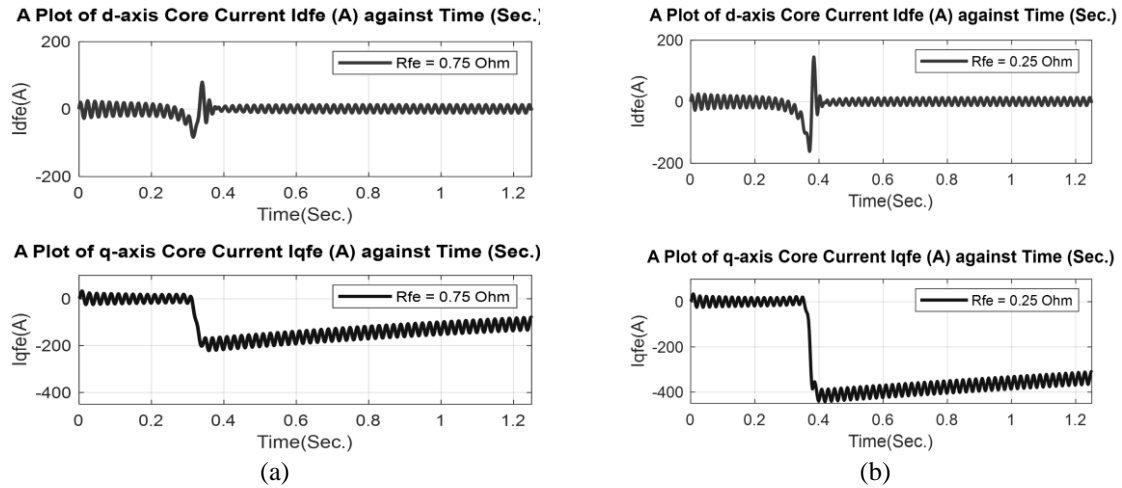 A Plot of d-axis Core Current Idfe (A) against Time (Sec.)
200
0
-200
Idfe(A)
Rfe = 0.75 Ohm
0 0.2 0.4 0.6 0.8 1 1.2
Time(Sec.)
A Plot of q-axis Core Current Iqfe (A) against Time (Sec.)
0
-200
-400
Iqfe(A)
Rfe = 0.75 Ohm
0 0.2 0.4 0.6 0.8 1 1.2
Time(Sec.)
(a)
A Plot of d-axis Core Current Idfe (A) against Time (Sec.)
200
0
-200
Idfe(A)
Rfe = 0.25 Ohm
0 0.2 0.4 0.6 0.8 1 1.2
Time(Sec.)
A Plot of q-axis Core Current Iqfe (A) against Time (Sec.)
0
-200
-400
Iqfe(A)
Rfe = 0.25 Ohm
0 0.2 0.4 0.6 0.8 1 1.2
Time(Sec.)
(b)